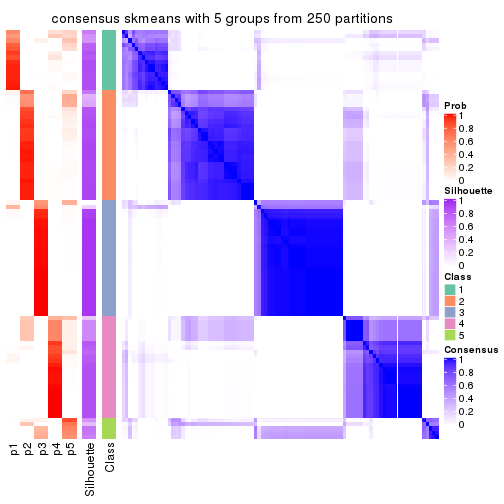 consensus skmeans with 5 groups from 250 partitions
Prob
1
0.8
0.6
0.4
0.2
0
Silhouette
1
0.8
0.6
0.4
0.2
0
Class
1
2
3
4
5
Consensus
1
0.8
0.6
0.4
0.2
0
p1
p2
p3
p4
p5
Silhouette
Class